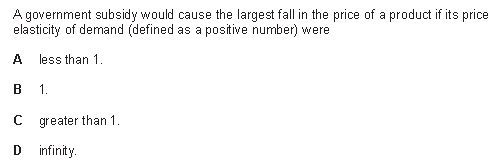 A government subsidy would cause the largest fall in the price of a product if its price
elasticity of demand (defined as a positive number) were
A less than 1.
B 1.
C greater than 1.
D infinity.